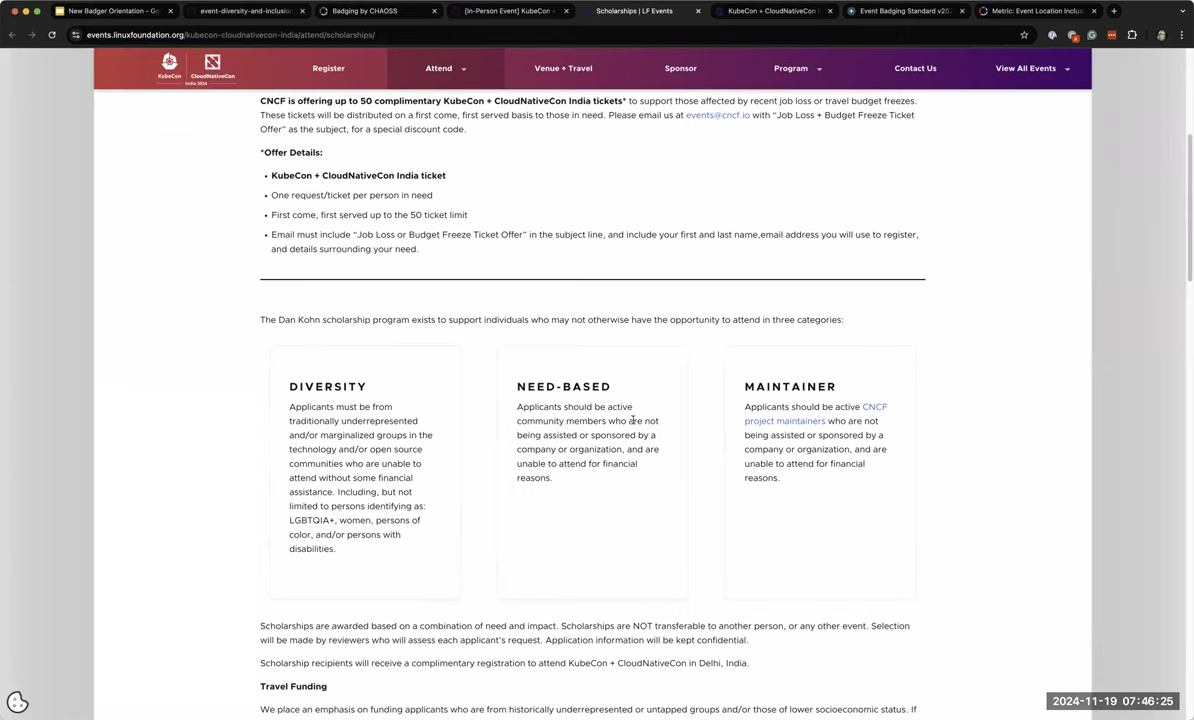 New Badger Orientation – Go
event-diversity-and-inclusion
Badging by CHAOSS
[In-Person Event] KubeCon +
Scholarships | LF Events
KubeCon + CloudNativeCon I
Event Badging Standard v202
Metric: Event Location Inclus
events.linuxfoundation.org/kubecon-cloudnativecon-india/attend/scholarships/
KubeCon
CloudNativeCon
India 2024
Register
Attend
Venue + Travel
Sponsor
Program
Contact Us
View All Events
CNCF is offering up to 50 complimentary KubeCon + CloudNativeCon India tickets* to support those affected by recent job loss or travel budget freezes.
These tickets will be distributed on a first come, first served basis to those in need. Please email us at events@cncf.io with “Job Loss + Budget Freeze Ticket
Offer” as the subject, for a special discount code.
*Offer Details:
• KubeCon + CloudNativeCon India ticket
• One request/ticket per person in need
• First come, first served up to the 50 ticket limit
• Email must include “Job Loss or Budget Freeze Ticket Offer” in the subject line, and include your first and last name,email address you will use to register,
and details surrounding your need.
The Dan Kohn scholarship program exists to support individuals who may not otherwise have the opportunity to attend in three categories:
DIVERSITY
Applicants must be from
traditionally underrepresented
and/or marginalized groups in the
technology and/or open source
communities who are unable to
attend without some financial
assistance. Including, but not
limited to persons identifying as:
LGBTQIA+, women, persons of
color, and/or persons with
disabilities.
NEED-BASED
Applicants should be active
community members who are not
being assisted or sponsored by a
company or organization, and are
unable to attend for financial
reasons.
MAINTAINER
Applicants should be active CNCF
project maintainers who are not
being assisted or sponsored by a
company or organization, and are
unable to attend for financial
reasons.
Scholarships are awarded based on a combination of need and impact. Scholarships are NOT transferable to another person, or any other event. Selection
will be made by reviewers who will assess each applicant’s request. Application information will be kept confidential.
Scholarship recipients will receive a complimentary registration to attend KubeCon + CloudNativeCon in Delhi, India.
Travel Funding
We place an emphasis on funding applicants who are from historically underrepresented or untapped groups and/or those of lower socioeconomic status. If
2024-11-19 07:46:25